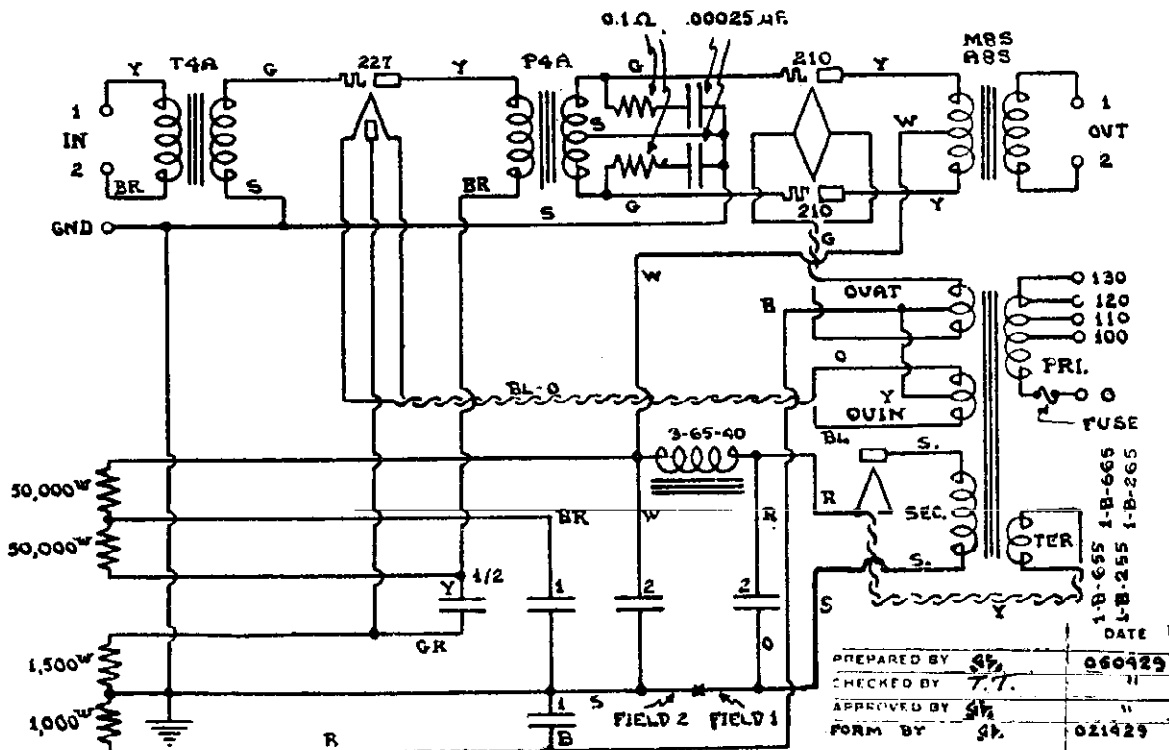 0.1Ω .00025 µF.
Y T4A G 227 Y P4A G 210 Y M8S
A8S
1 IN 2
S
W
1 OUT 2
BR S BR G 210 Y
GND S G
W
130
120
110
100
OVAT
B
O
PRI.
O
BL-O
Y
QUIN
FUSE
BL
3-65-40
S.
50,000ᵂ
R
BR W R
SEC.
TER.
50,000ᵂ
S.
1/2
Y 1 2 2
S
Y
GR
O
1-B-655 1-B-665
1-B-255 1-B-265
1,500ᵂ
S
FIELD 2 FIELD 1
1,000ᵂ
1
B
R
DATE
PREPARED BY 060429
CHECKED BY T.T. "
APPROVED BY "
FORM BY 021429